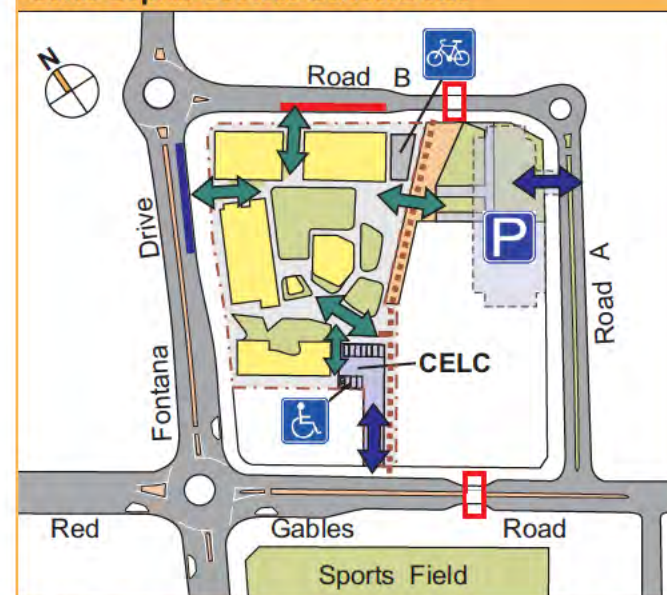 N
Road B
Fontana Drive
P
Road A
CELC
Red Gables Road
Sports Field